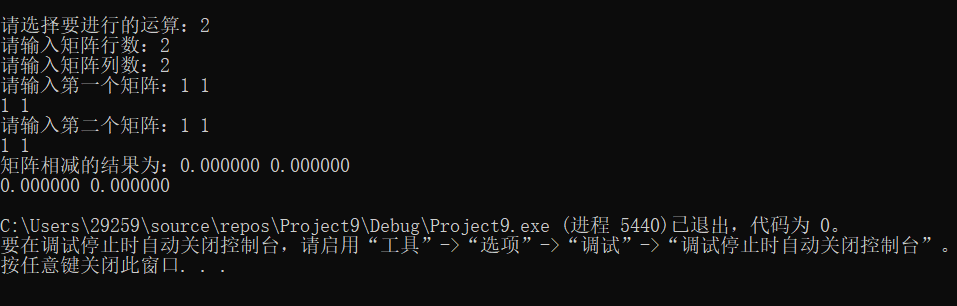 请选择要进行的运算：2
请输入矩阵行数：2
请输入矩阵列数：2
请输入第一个矩阵：1 1
1 1
请输入第二个矩阵：1 1
1 1
矩阵相减的结果为：0.000000 0.000000
0.000000 0.000000
C:\Users\29259\source\repos\Project9\Debug\Project9.exe (进程 5440)已退出，代码为 0。
要在调试停止时自动关闭控制台，请启用“工具”->“选项”->“调试”->“调试停止时自动关闭控制台”。
按任意键关闭此窗口. . .